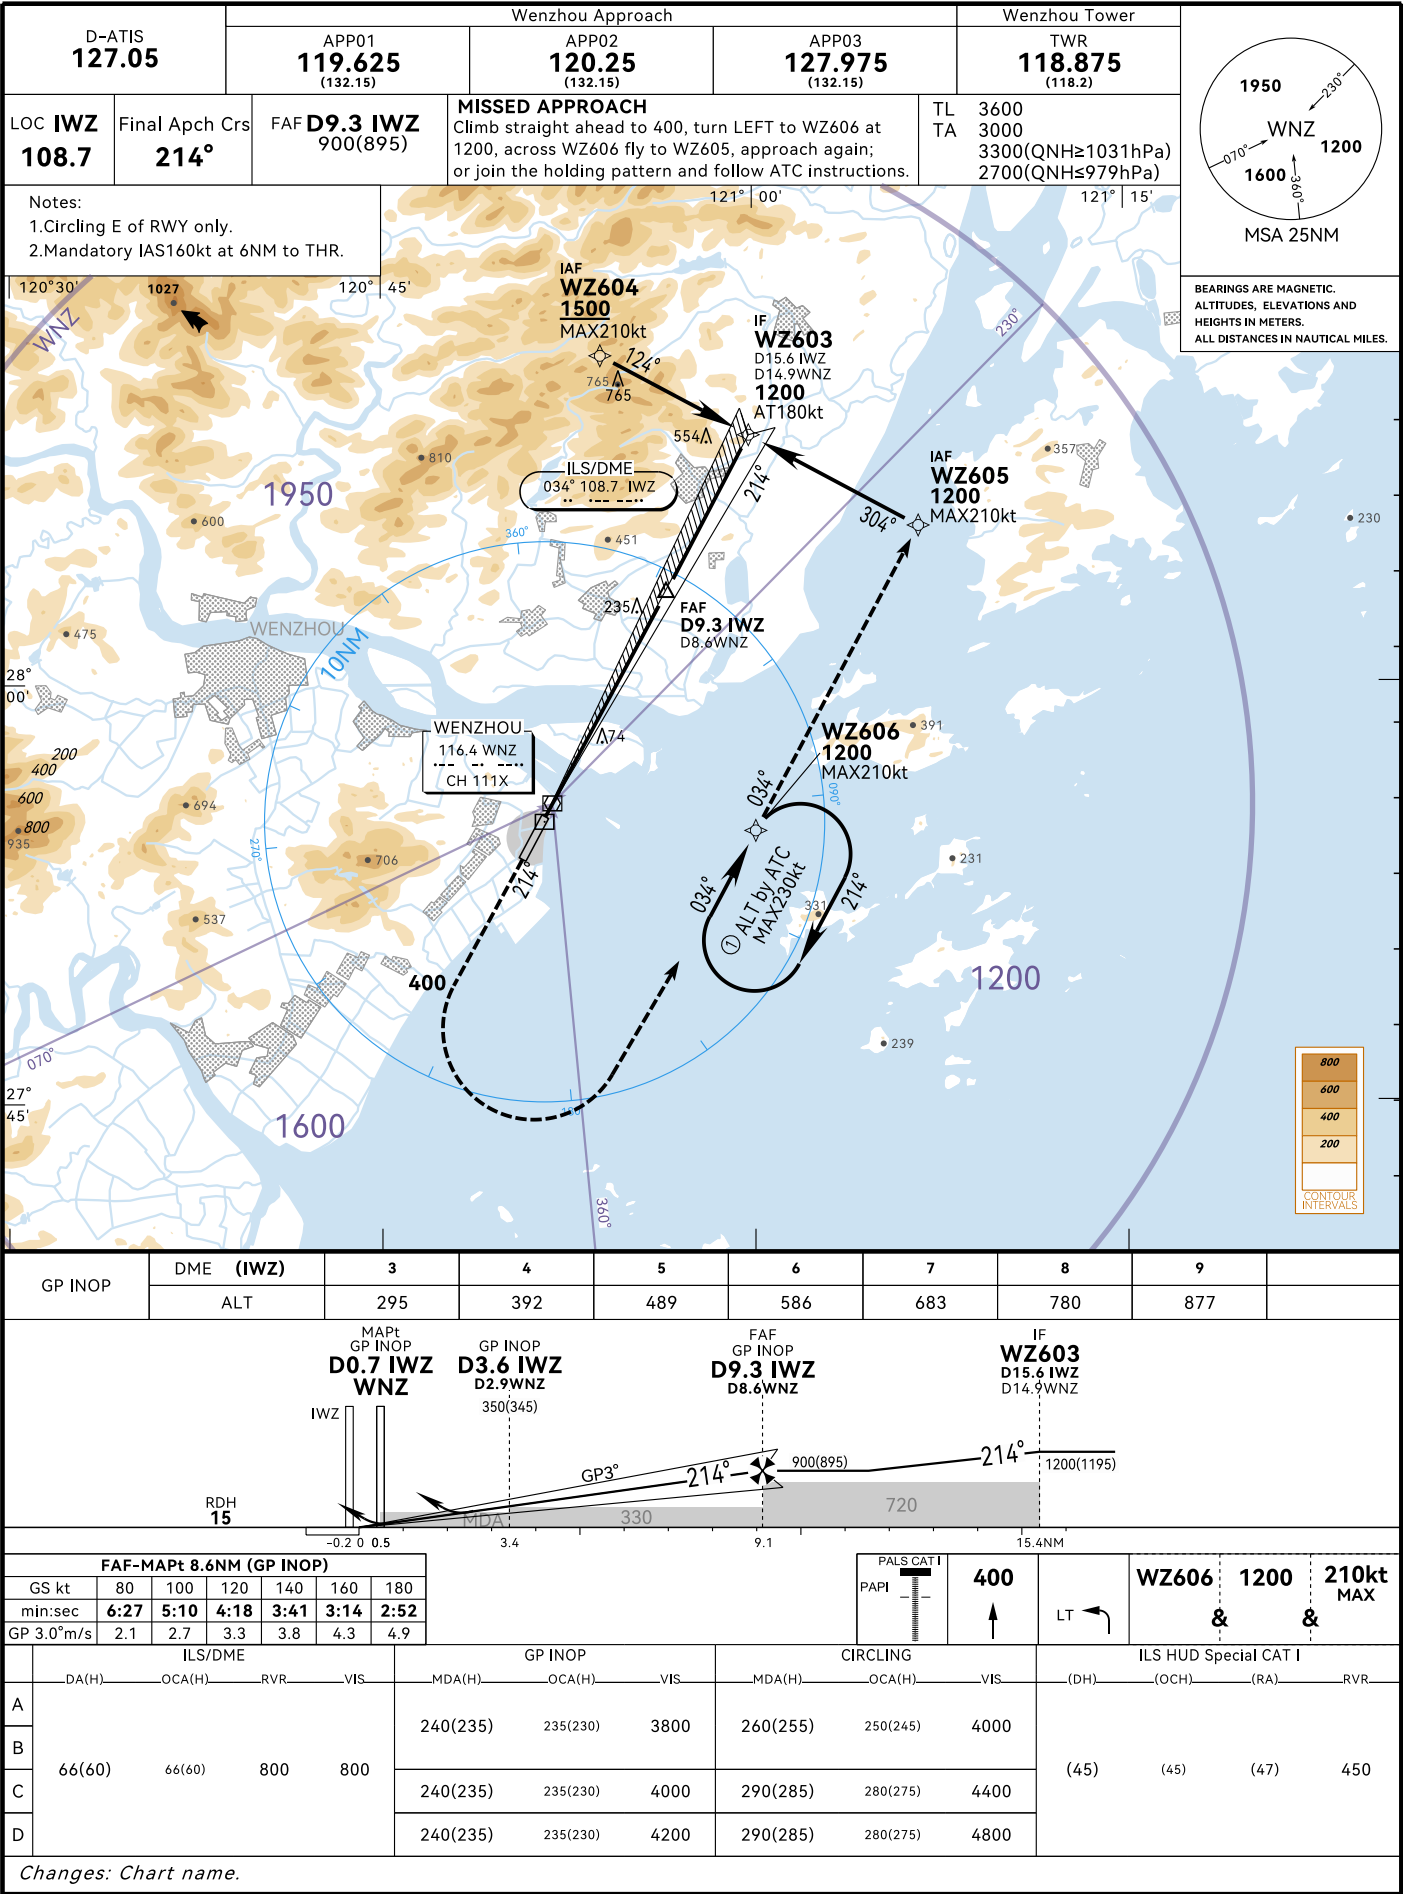 D-ATIS
127.05
Wenzhou Approach
APP01
119.625
(132.15)
APP02
120.25
(132.15)
APP03
127.975
(132.15)
Wenzhou Tower
TWR
118.875
(118.2)
LOC IWZ
108.7
Final Apch Crs
214°
FAF D9.3 IWZ
900(895)
MISSED APPROACH
Climb straight ahead to 400, turn LEFT to WZ606 at
1200, across WZ606 fly to WZ605, approach again;
or join the holding pattern and follow ATC instructions.
TL 3600
TA 3000
3300(QNH≥1031hPa)
2700(QNH≤979hPa)
1950
230°
WNZ
1200
070°
1600
360°
MSA 25NM
Notes:
1.Circling E of RWY only.
2.Mandatory IAS160kt at 6NM to THR.
BEARINGS ARE MAGNETIC.
ALTITUDES, ELEVATIONS AND
HEIGHTS IN METERS.
ALL DISTANCES IN NAUTICAL MILES.
120°30'
120° 45'
121° 00'
121° 15'
1027
WNZ
IAF
WZ604
1500
MAX210kt
124°
765
765
IF
WZ603
D15.6 IWZ
D14.9WNZ
1200
AT180kt
230°
554
810
357
ILS/DME
034° 108.7 IWZ
·· ·-- --··
214°
IAF
WZ605
1200
MAX210kt
304°
1950
600
230
360°
451
235
FAF
D9.3 IWZ
D8.6WNZ
475
WENZHOU
10NM
28°
00'
WENZHOU
116.4 WNZ
·-- -· --··
CH 111X
74
WZ606
1200
MAX210kt
391
034°
090°
200
400
600
800
935
694
270°
706
231
214°
034°
① ALT by ATC
MAX230kt
331
214°
537
400
1200
239
070°
27°
45'
180°
1600
360°
800
600
400
200
CONTOUR
INTERVALS
GP INOP
DME (IWZ) 3 4 5 6 7 8 9
ALT 295 392 489 586 683 780 877
MAPt
GP INOP
D0.7 IWZ
WNZ
GP INOP
D3.6 IWZ
D2.9WNZ
350(345)
FAF
GP INOP
D9.3 IWZ
D8.6WNZ
IF
WZ603
D15.6 IWZ
D14.9WNZ
IWZ
GP3°
214°
900(895)
214°
1200(1195)
RDH
15
MDA
330
720
-0.2 0 0.5 3.4 9.1 15.4NM
FAF-MAPt 8.6NM (GP INOP)
GS kt 80 100 120 140 160 180
min:sec 6:27 5:10 4:18 3:41 3:14 2:52
GP 3.0°m/s 2.1 2.7 3.3 3.8 4.3 4.9
PALS CAT I
PAPI
400
LT
WZ606 & 1200 & 210kt
MAX
ILS/DME GP INOP CIRCLING ILS HUD Special CAT I
DA(H) OCA(H) RVR VIS MDA(H) OCA(H) VIS MDA(H) OCA(H) VIS (DH) (OCH) (RA) RVR
A
240(235) 235(230) 3800 260(255) 250(245) 4000
B
66(60) 66(60) 800 800 (45) (45) (47) 450
C 240(235) 235(230) 4000 290(285) 280(275) 4400
D 240(235) 235(230) 4200 290(285) 280(275) 4800
Changes: Chart name.